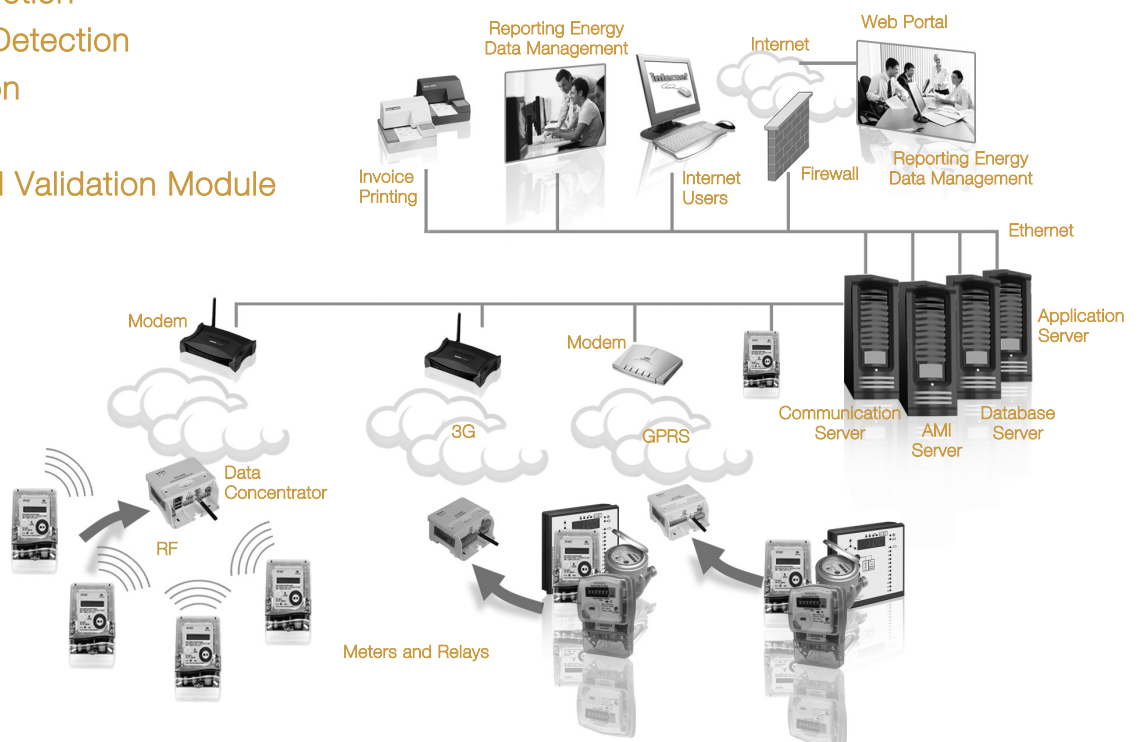 Detection
on
Validation Module
Reporting Energy
Data Management
Internet
Web Portal
Internet
Invoice
Printing
Internet
Users
Firewall
Reporting Energy
Data Management
Ethernet
Modem
Modem
Application
Server
Communication
Server
AMI
Server
Database
Server
3G
GPRS
Data
Concentrator
RF
Meters and Relays